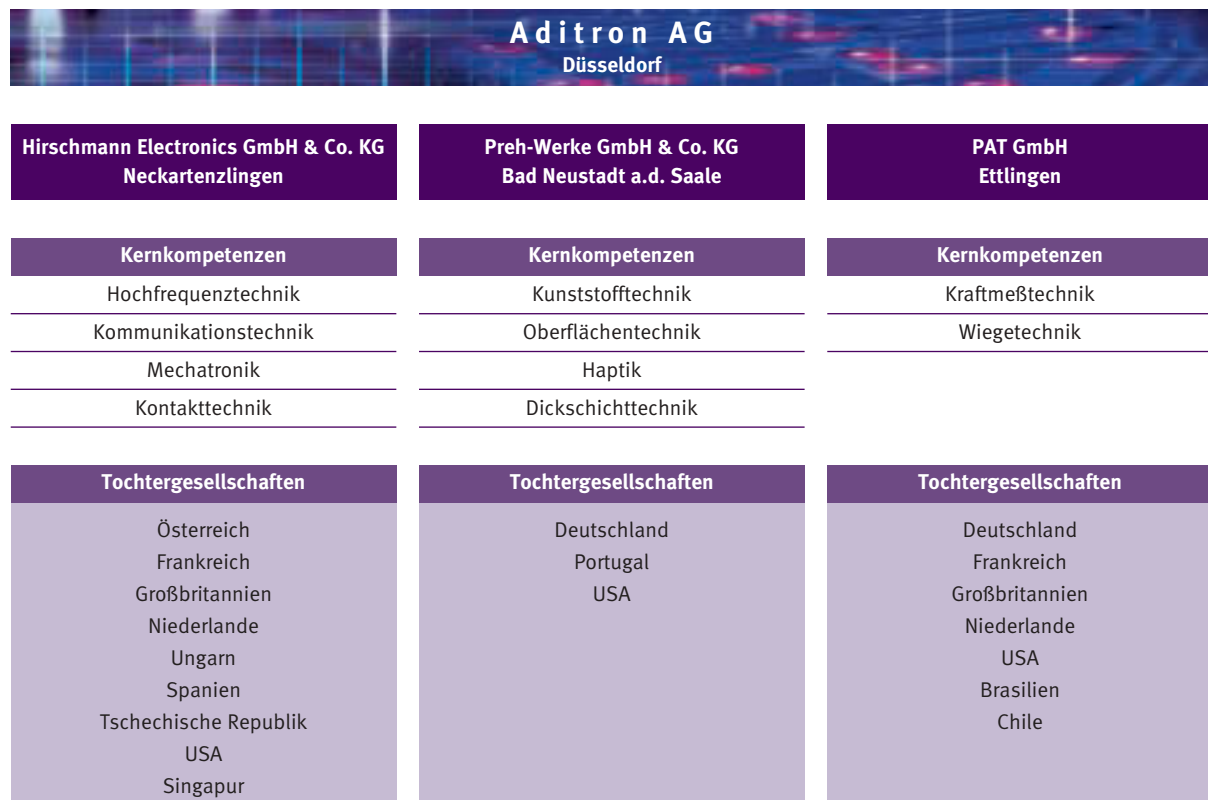 Aditron AG
Düsseldorf
Hirschmann Electronics GmbH & Co. KG
Neckartenzlingen
Kernkompetenzen
Hochfrequenztechnik
Kommunikationstechnik
Mechatronik
Kontakttechnik
Tochtergesellschaften
Österreich
Frankreich
Großbritannien
Niederlande
Ungarn
Spanien
Tschechische Republik
USA
Singapur
Preh-Werke GmbH & Co. KG
Bad Neustadt a.d. Saale
Kernkompetenzen
Kunststofftechnik
Oberflächentechnik
Haptik
Dickschichttechnik
Tochtergesellschaften
Deutschland
Portugal
USA
PAT GmbH
Ettlingen
Kernkompetenzen
Kraftmeßtechnik
Wiegetechnik
Tochtergesellschaften
Deutschland
Frankreich
Großbritannien
Niederlande
USA
Brasilien
Chile